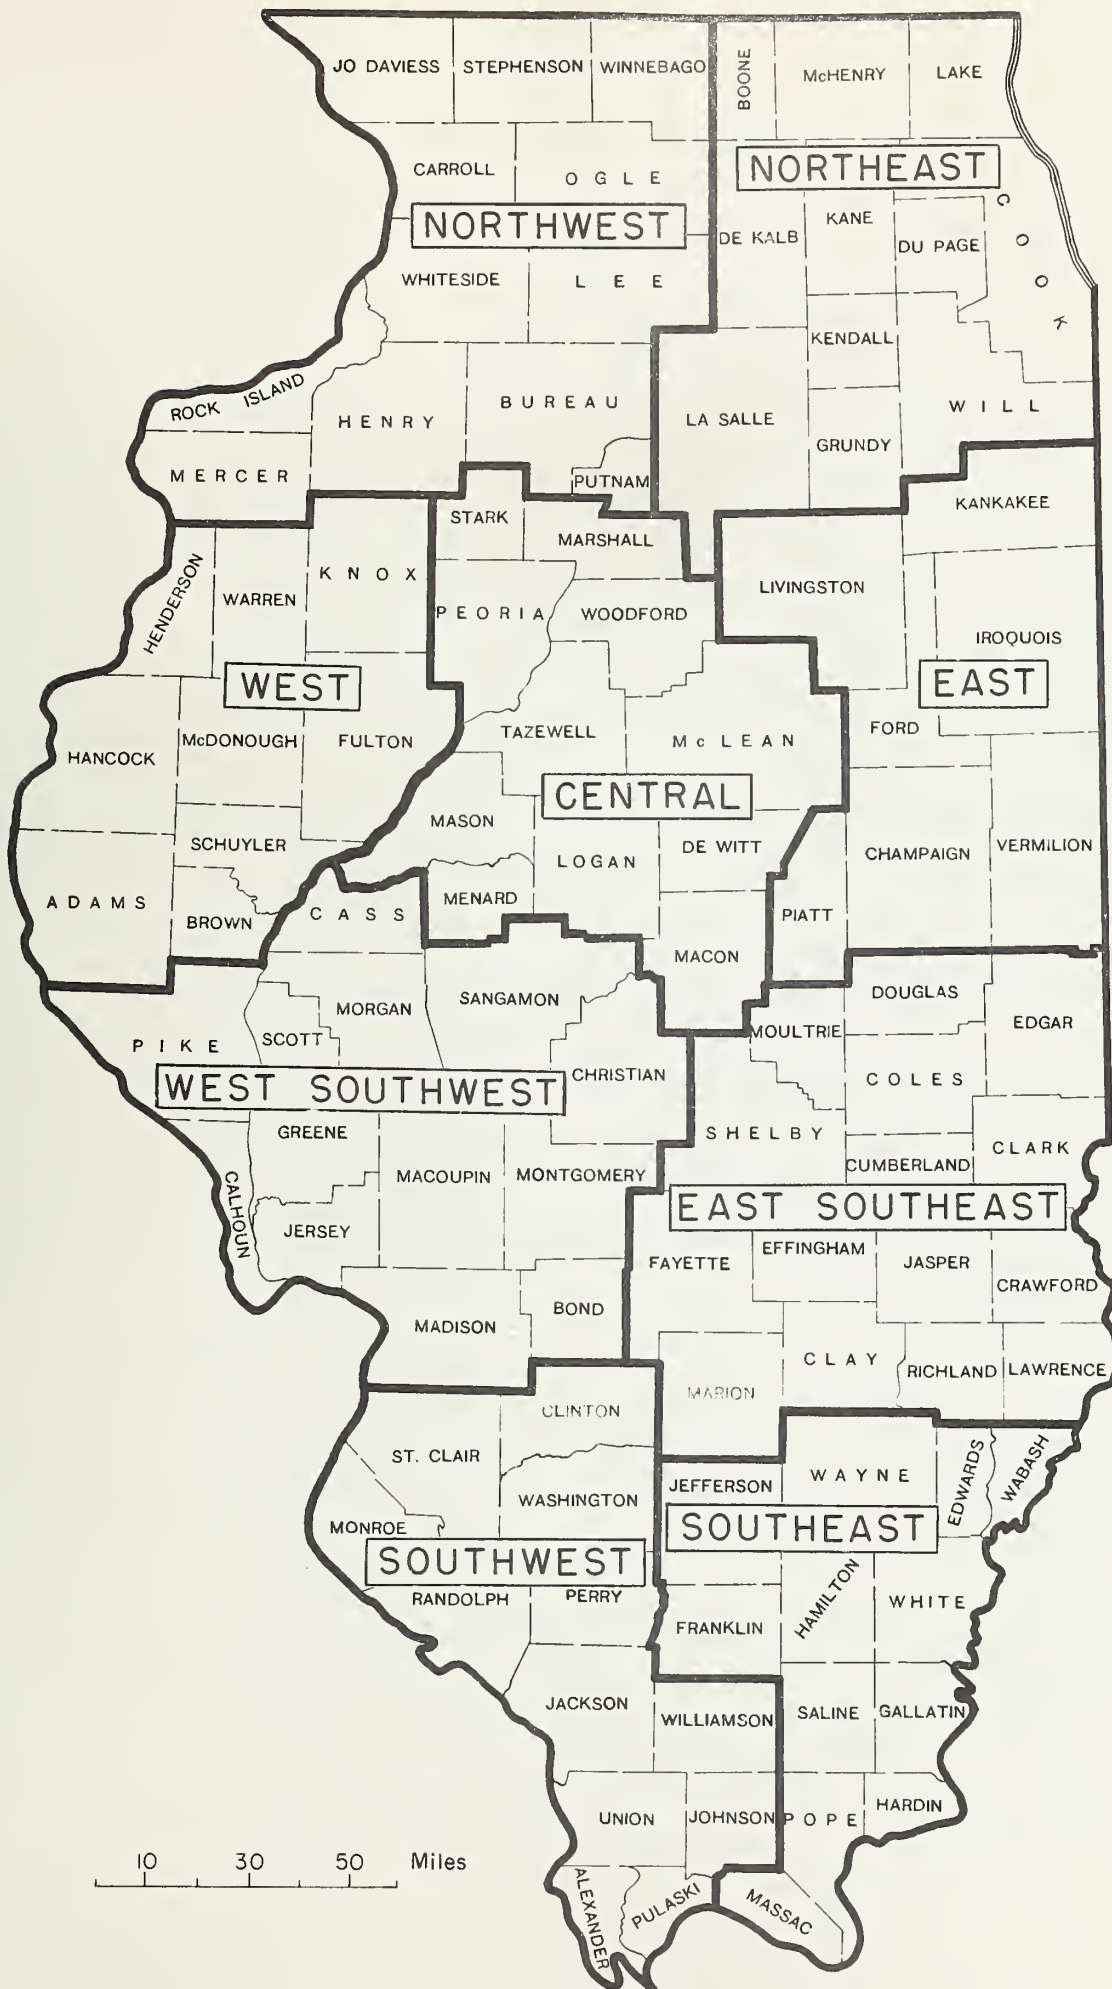 JO DAVIESS
STEPHENSON
WINNEBAGO
BOONE
McHENRY
LAKE
CARROLL
OGLE
NORTHEAST
NORTHWEST
DE KALB
KANE
DU PAGE
COOK
WHITESIDE
LEE
KENDALL
ROCK ISLAND
HENRY
BUREAU
LA SALLE
GRUNDY
WILL
MERCER
PUTNAM
STARK
MARSHALL
KANKAKEE
HENDERSON
WARREN
KNOX
PEORIA
WOODFORD
LIVINGSTON
IROQUOIS
WEST
EAST
HANCOCK
McDONOUGH
FULTON
TAZEWELL
McLEAN
FORD
CENTRAL
SCHUYLER
MASON
LOGAN
DE WITT
CHAMPAIGN
VERMILION
ADAMS
BROWN
CASS
MENARD
PIATT
MACON
PIKE
SCOTT
MORGAN
SANGAMON
MOULTRIE
DOUGLAS
EDGAR
WEST SOUTHWEST
CHRISTIAN
COLES
GREENE
MACOUPIN
MONTGOMERY
SHELBY
CUMBERLAND
CLARK
CALHOUN
JERSEY
EAST SOUTHEAST
FAYETTE
EFFINGHAM
JASPER
CRAWFORD
MADISON
BOND
CLAY
RICHLAND
LAWRENCE
MARION
CLINTON
ST. CLAIR
WASHINGTON
JEFFERSON
WAYNE
EDWARDS
WABASH
MONROE
SOUTHEAST
SOUTHWEST
RANDOLPH
PERRY
FRANKLIN
HAMILTON
WHITE
JACKSON
WILLIAMSON
SALINE
GALLATIN
UNION
JOHNSON
POPE
HARDIN
10 30 50 Miles
ALEXANDER
PULASKI
MASSAC